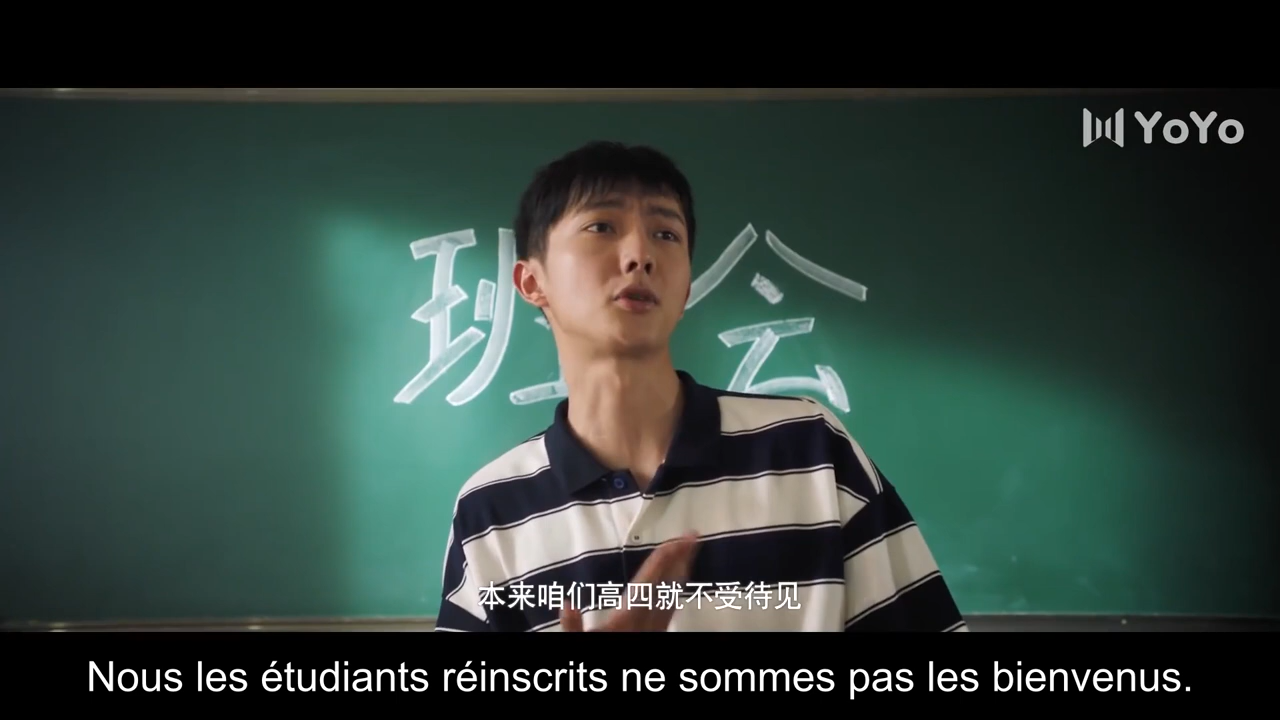 YoYo
班会
本来咱们高四就不受待见
Nous les étudiants réinscrits ne sommes pas les bienvenus.